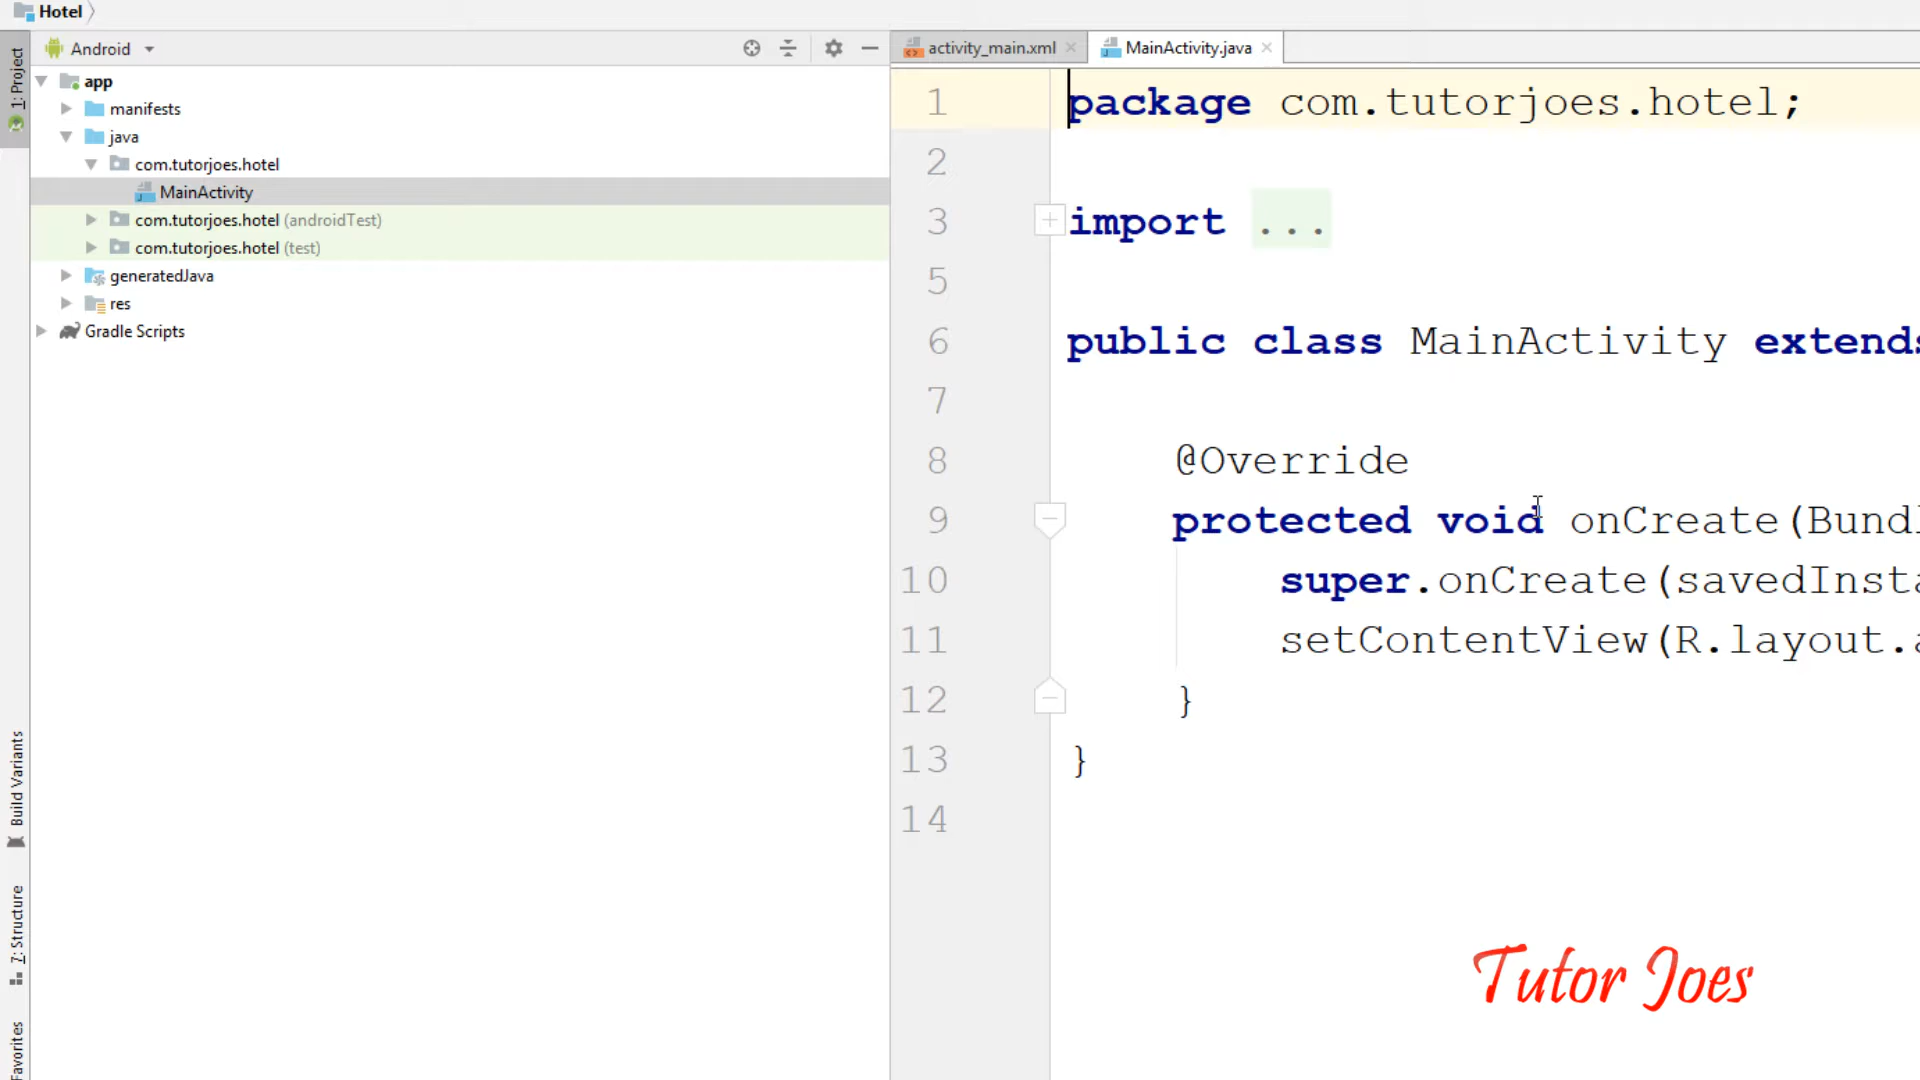 Hotel
1: Project
Build Variants
7: Structure
Favorites
Android
app
manifests
java
com.tutorjoes.hotel
MainActivity
com.tutorjoes.hotel (androidTest)
com.tutorjoes.hotel (test)
generatedJava
res
Gradle Scripts
activity_main.xml
MainActivity.java
1 package com.tutorjoes.hotel;
2
3 import ...
5
6 public class MainActivity extends
7
8 @Override
9 protected void onCreate(Bundl
10 super.onCreate(savedInsta
11 setContentView(R.layout.a
12 }
13 }
14
Tutor Joes